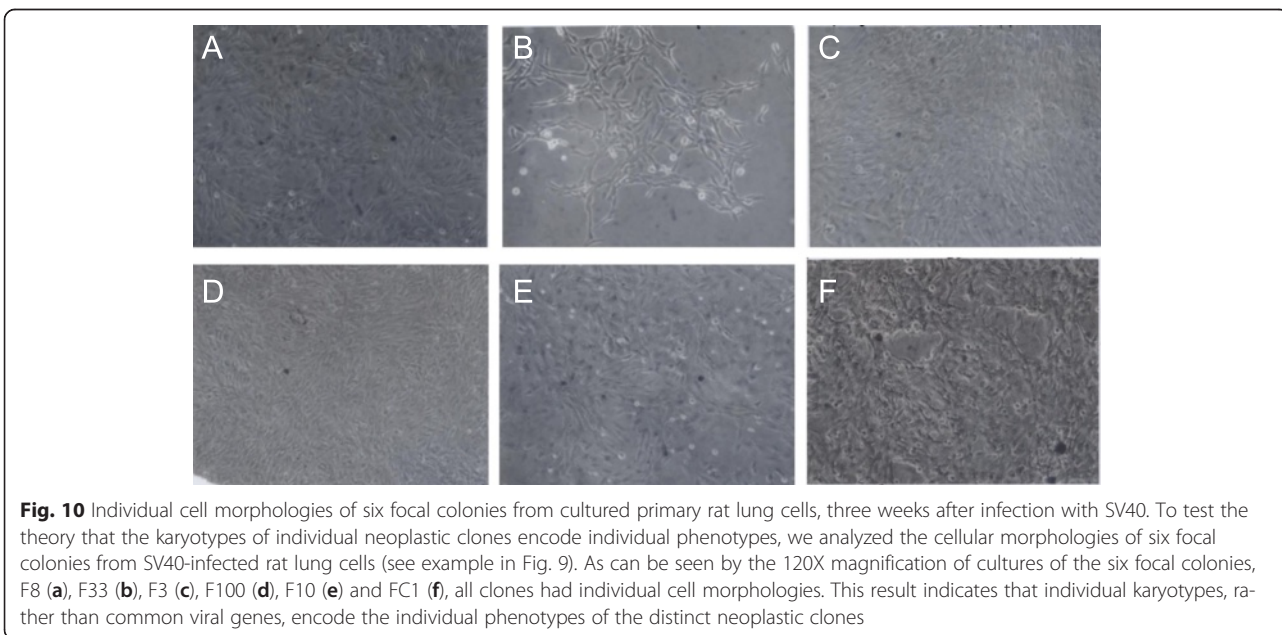 A B C
D E F
Fig. 10 Individual cell morphologies of six focal colonies from cultured primary rat lung cells, three weeks after infection with SV40. To test the
theory that the karyotypes of individual neoplastic clones encode individual phenotypes, we analyzed the cellular morphologies of six focal
colonies from SV40-infected rat lung cells (see example in Fig. 9). As can be seen by the 120X magnification of cultures of the six focal colonies,
F8 (a), F33 (b), F3 (c), F100 (d), F10 (e) and FC1 (f), all clones had individual cell morphologies. This result indicates that individual karyotypes, ra-
ther than common viral genes, encode the individual phenotypes of the distinct neoplastic clones